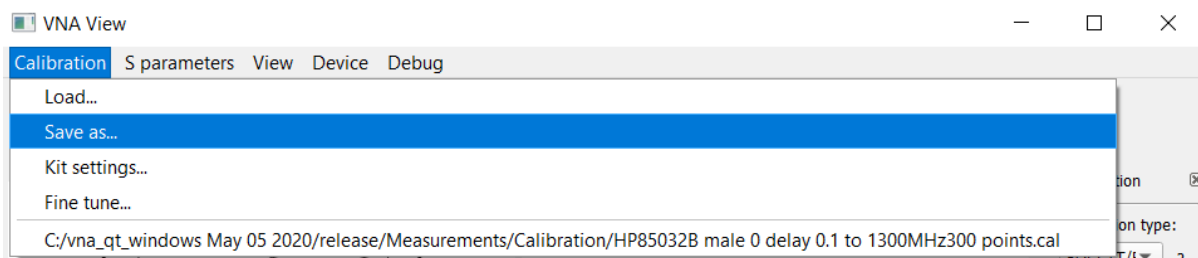 VNA View
Calibration S parameters View Device Debug
Load...
Save as...
Kit settings...
Fine tune...
tion
on type:
C:/vna_qt_windows May 05 2020/release/Measurements/Calibration/HP85032B male 0 delay 0.1 to 1300MHz300 points.cal